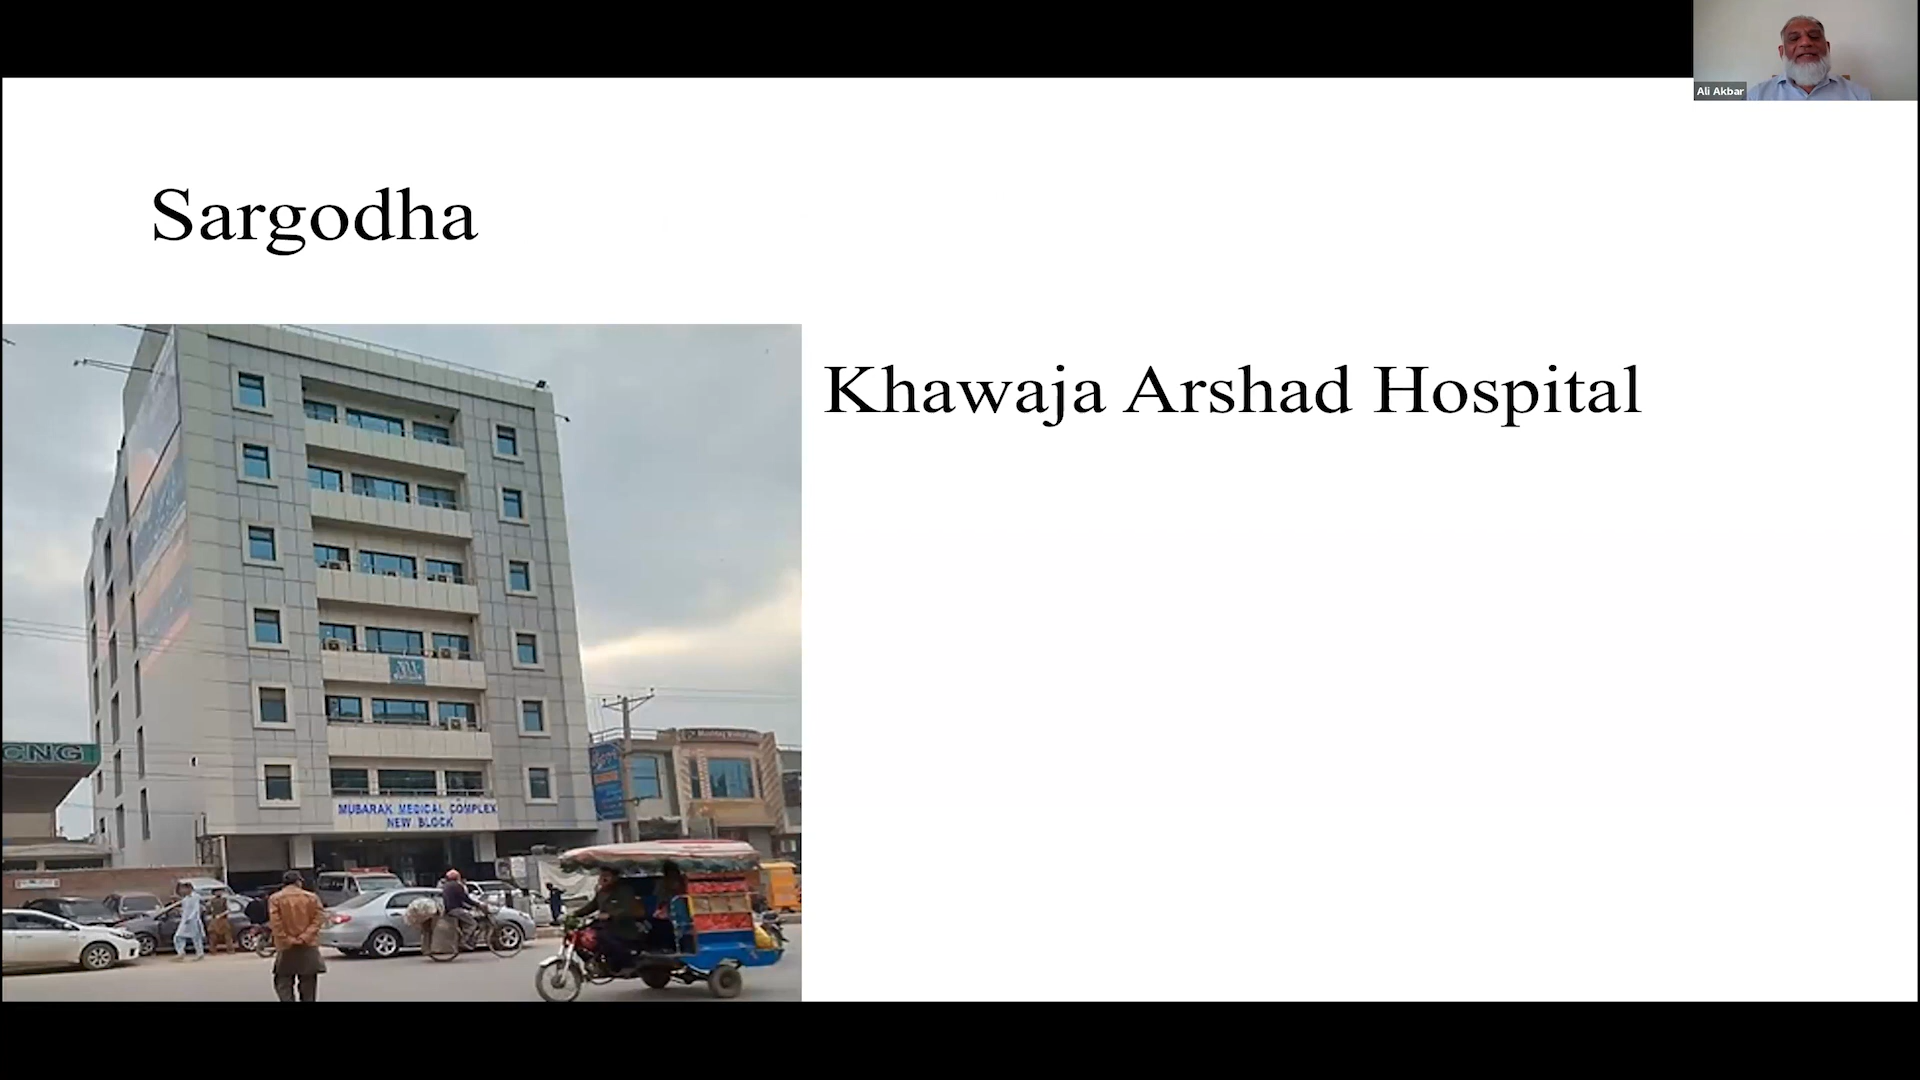 Ali Akbar
Sargodha
Khawaja Arshad Hospital
CNG
MUBARAK MEDICAL COMPLEX
NEW BLOCK